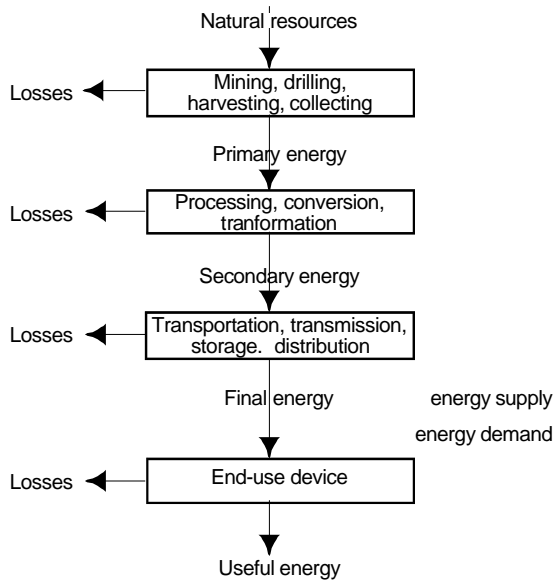 Natural resources
Losses
Mining, drilling,
harvesting, collecting
Primary energy
Losses
Processing, conversion,
tranformation
Secondary energy
Losses
Transportation, transmission,
storage. distribution
Final energy
energy supply
energy demand
Losses
End-use device
Useful energy